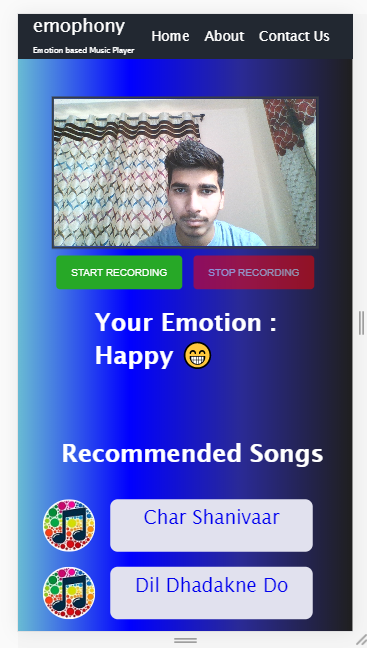 emophony
Emotion based Music Player
Home About Contact Us
START RECORDING STOP RECORDING
Your Emotion :
Happy 😁
Recommended Songs
Char Shanivaar
Dil Dhadakne Do